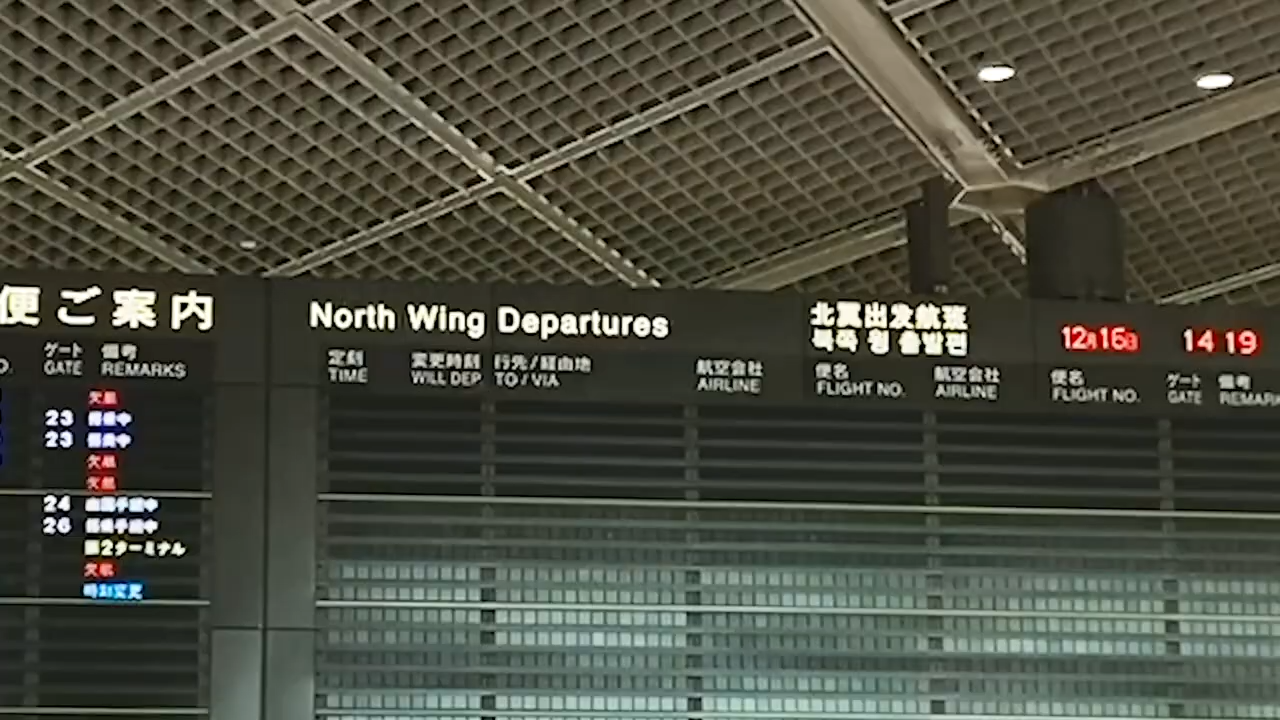 便ご案内
ゲート 備考
GATE REMARKS
欠航
23 搭乗中
23 搭乗中
欠航
欠航
24 出国手続中
26 搭乗手続中
第2ターミナル
欠航
時刻変更
North Wing Departures
定刻 変更時刻 行先/経由地 航空会社
TIME WILL DEP. TO / VIA AIRLINE
北翼出发航班
북쪽 윙 출발편
便名 航空会社
FLIGHT NO. AIRLINE
12月16日 14 19
便名 ゲート 備考
FLIGHT NO. GATE